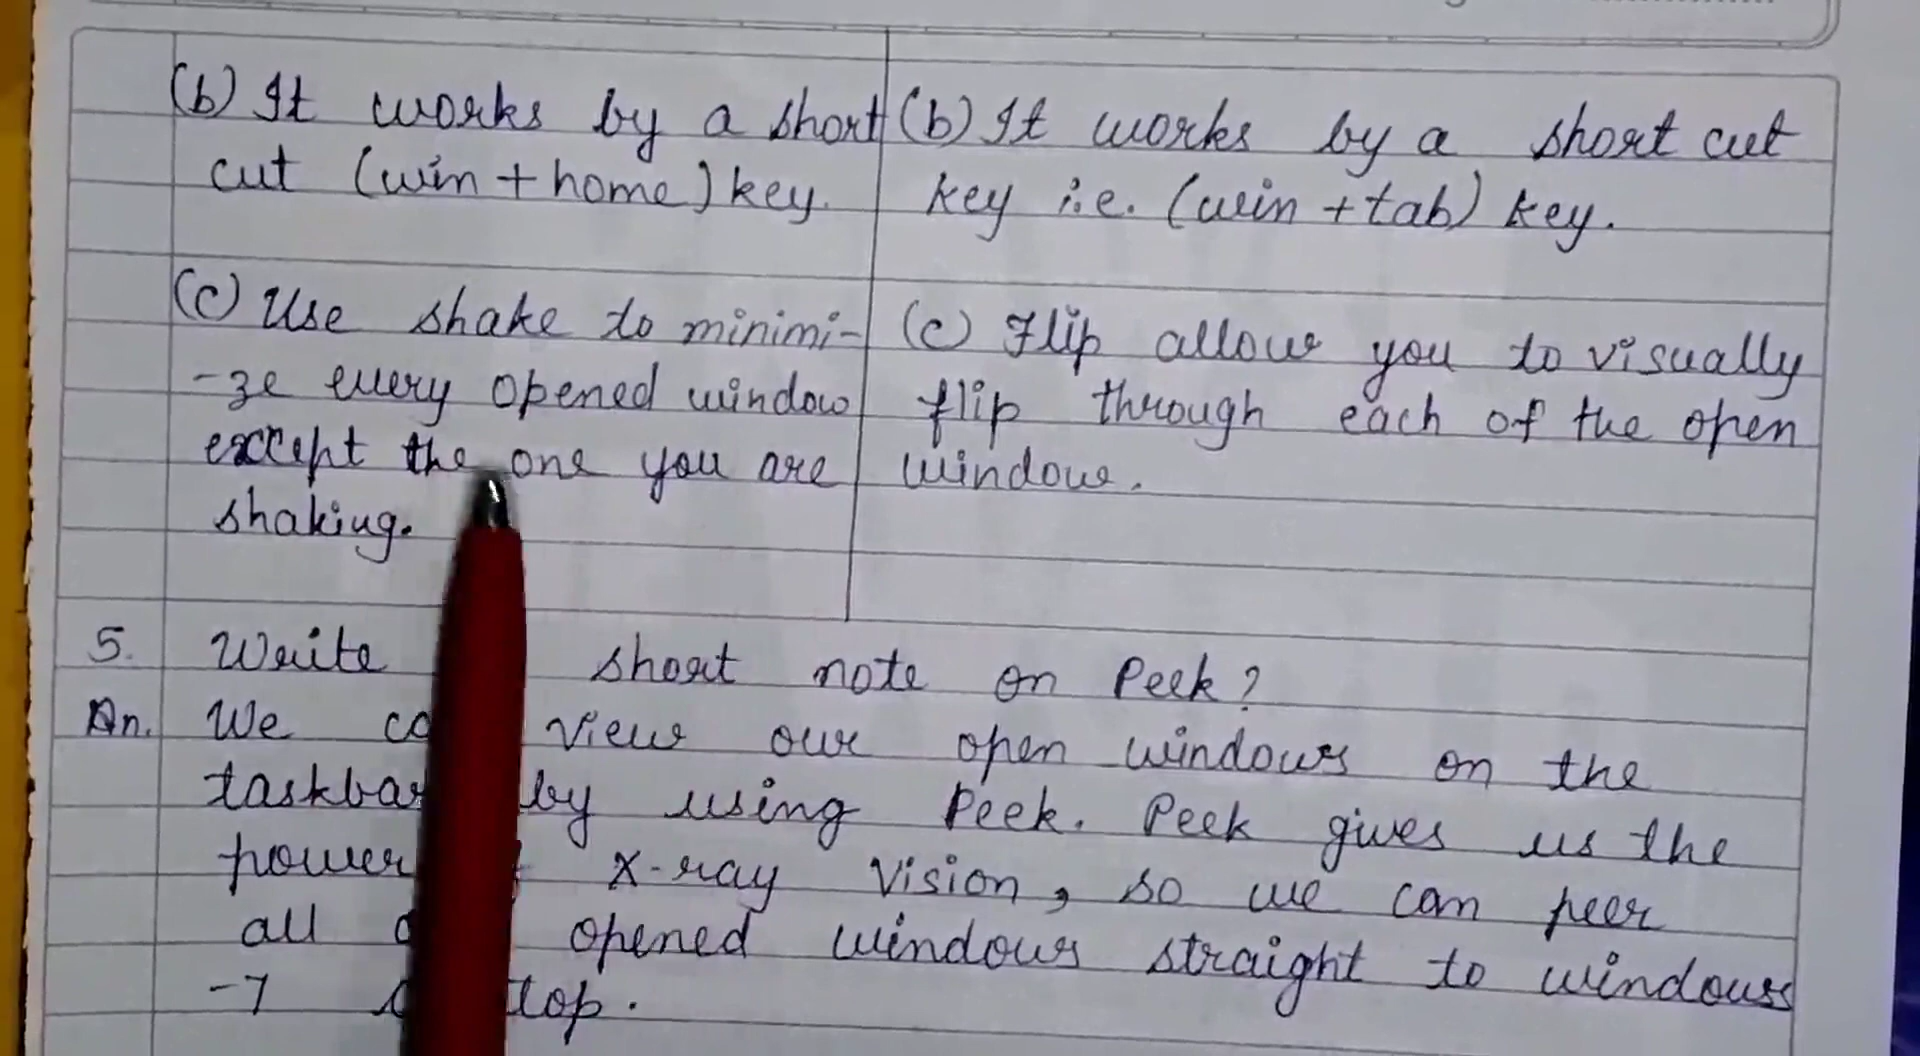 (b) It works by a short
cut (win + home) key.
(c) Use shake to minimi-
-ze every opened window
except the one you are
shaking.
(b) It works by a short cut
key i.e. (win + tab) key.
(c) Flip allows you to visually
flip through each of the open
window.
5. Write short note on Peek?
An. We view our open windows on the
taskbar by using Peek. Peek gives us the
power X-ray vision, so we can peer
all opened windows straight to windows
-7 top.